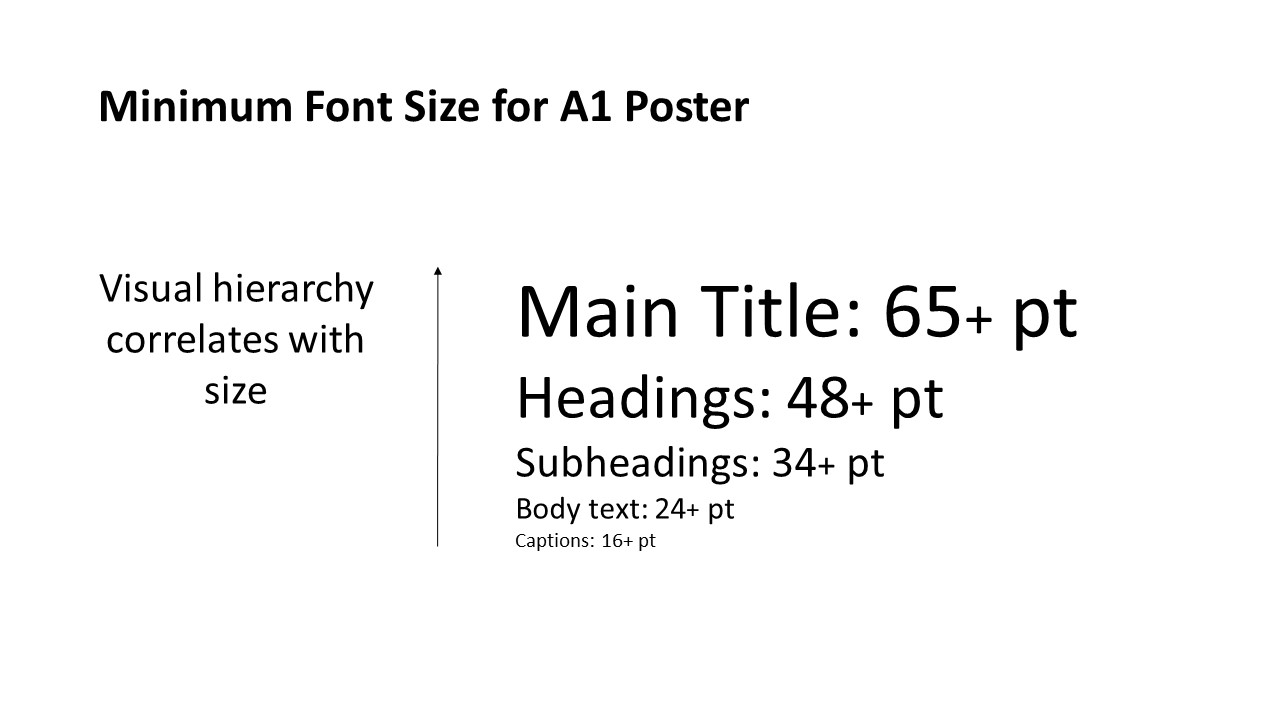 Minimum Font Size for A1 Poster
Visual hierarchy
correlates with
size
Main Title: 65+ pt
Headings: 48+ pt
Subheadings: 34+ pt
Body text: 24+ pt
Captions: 16+ pt